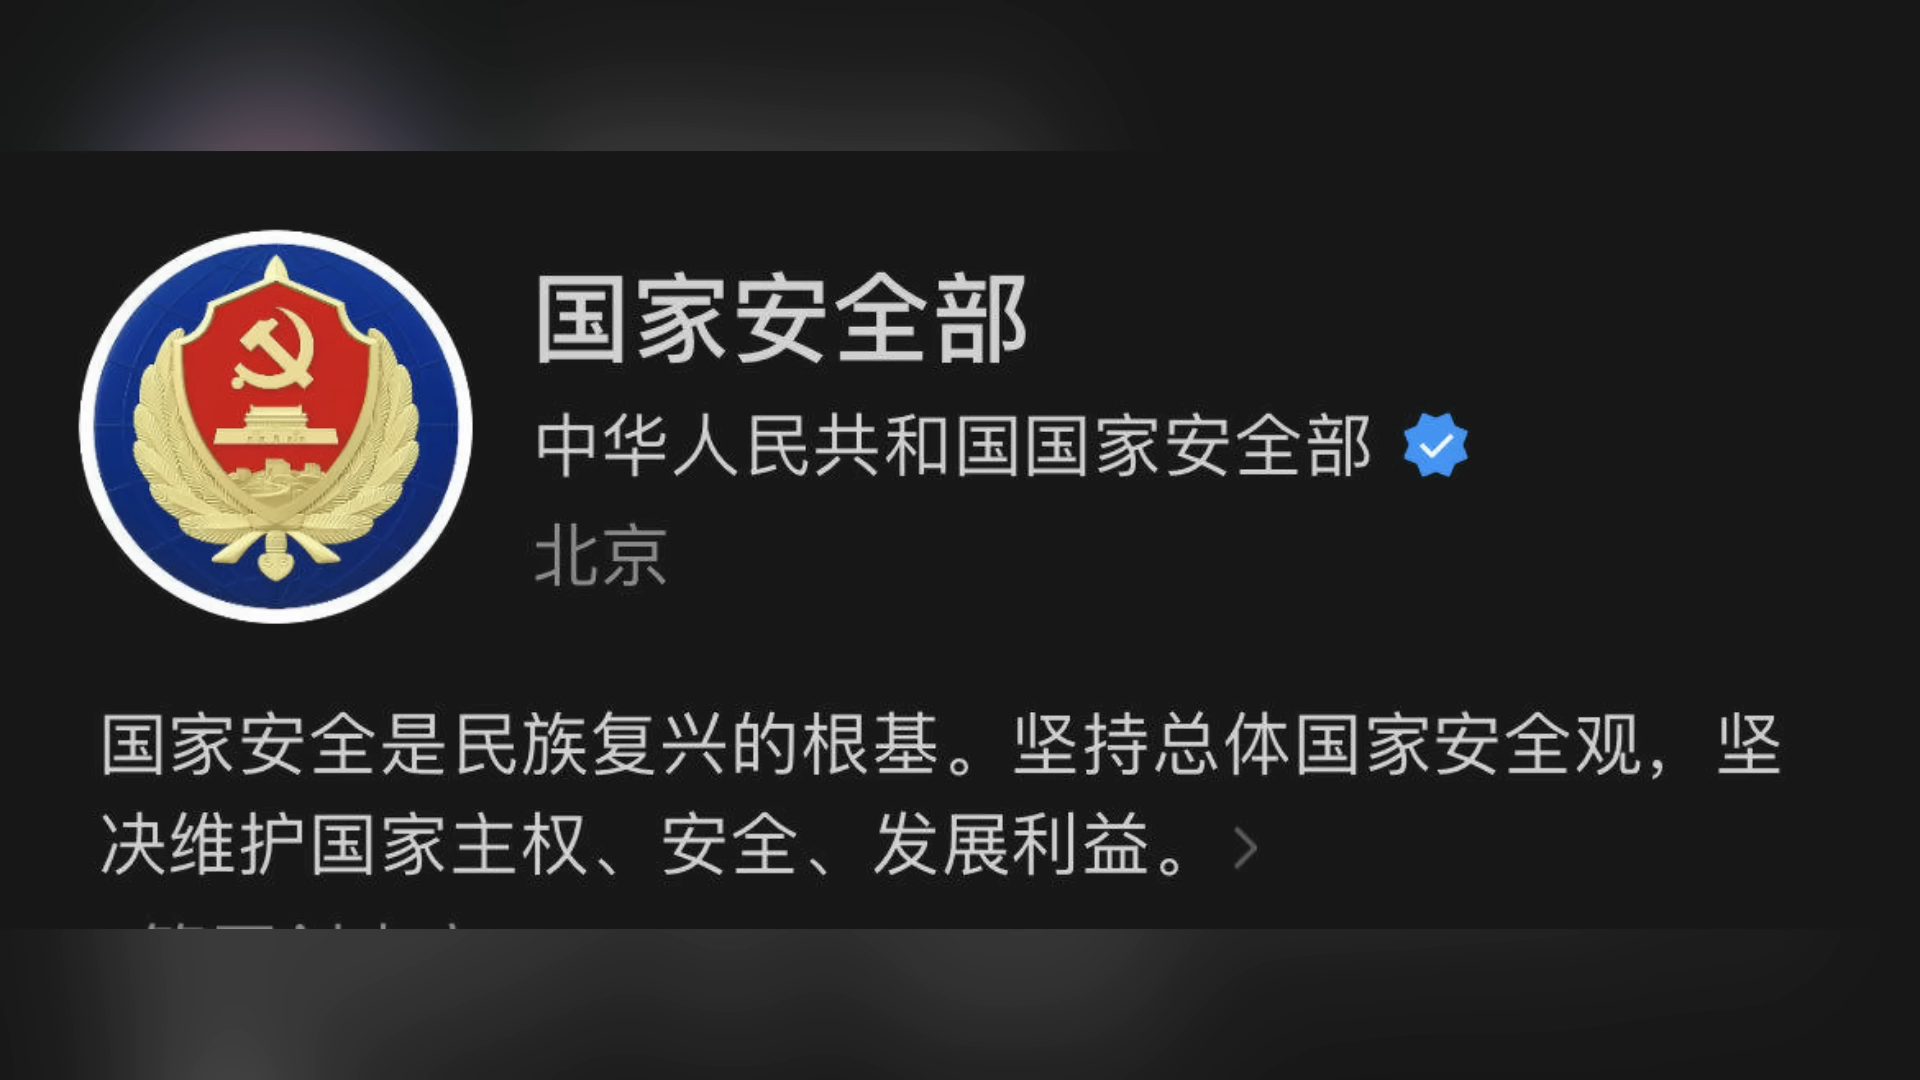 国家安全部
中华人民共和国国家安全部
北京
国家安全是民族复兴的根基。坚持总体国家安全观，坚
决维护国家主权、安全、发展利益。